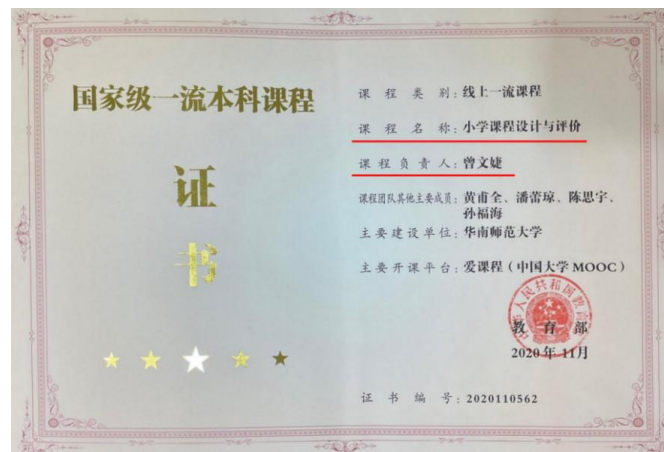 国家级一流本科课程
证
书
课程类别：线上一流课程
课程名称：小学课程设计与评价
课程负责人：曾文婕
课程团队其他主要成员：黄甫全、潘蕾琼、陈思宇、
孙福海
主要建设单位：华南师范大学
主要开课平台：爱课程（中国大学MOOC）
教育部
2020年11月
证书编号：2020110562